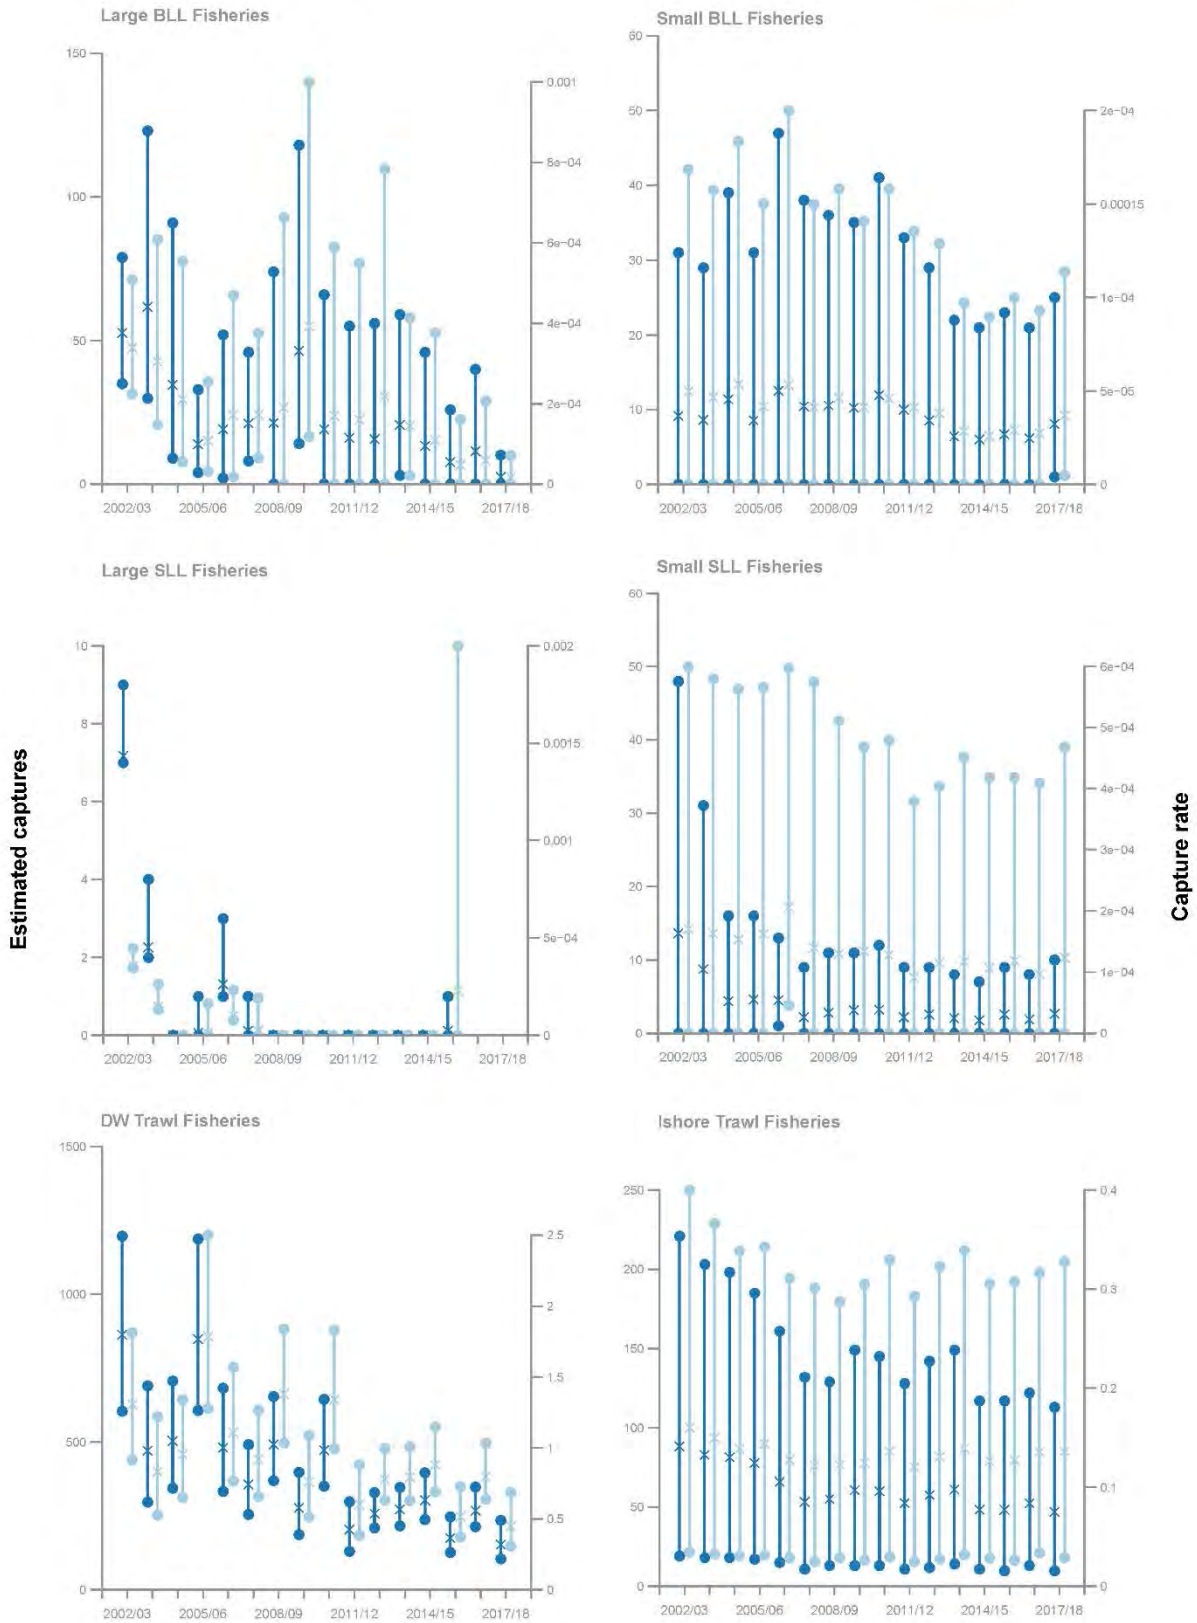 Large BLL Fisheries
150
100
50
0
0.001
8e-04
6e-04
4e-04
2e-04
0
2002/03 2005/06 2008/09 2011/12 2014/15 2017/18
Small BLL Fisheries
60
50
40
30
20
10
0
2e-04
0.00015
1e-04
5e-05
0
2002/03 2005/06 2008/09 2011/12 2014/15 2017/18
Estimated captures
Large SLL Fisheries
10
8
6
4
2
0
0.002
0.0015
0.001
5e-04
0
2002/03 2005/06 2008/09 2011/12 2014/15 2017/18
Small SLL Fisheries
60
50
40
30
20
10
0
6e-04
5e-04
4e-04
3e-04
2e-04
1e-04
0
2002/03 2005/06 2008/09 2011/12 2014/15 2017/18
Capture rate
DW Trawl Fisheries
1500
1000
500
0
2.5
2
1.5
1
0.5
0
2002/03 2005/06 2008/09 2011/12 2014/15 2017/18
Ishore Trawl Fisheries
250
200
150
100
50
0
0.4
0.3
0.2
0.1
0
2002/03 2005/06 2008/09 2011/12 2014/15 2017/18